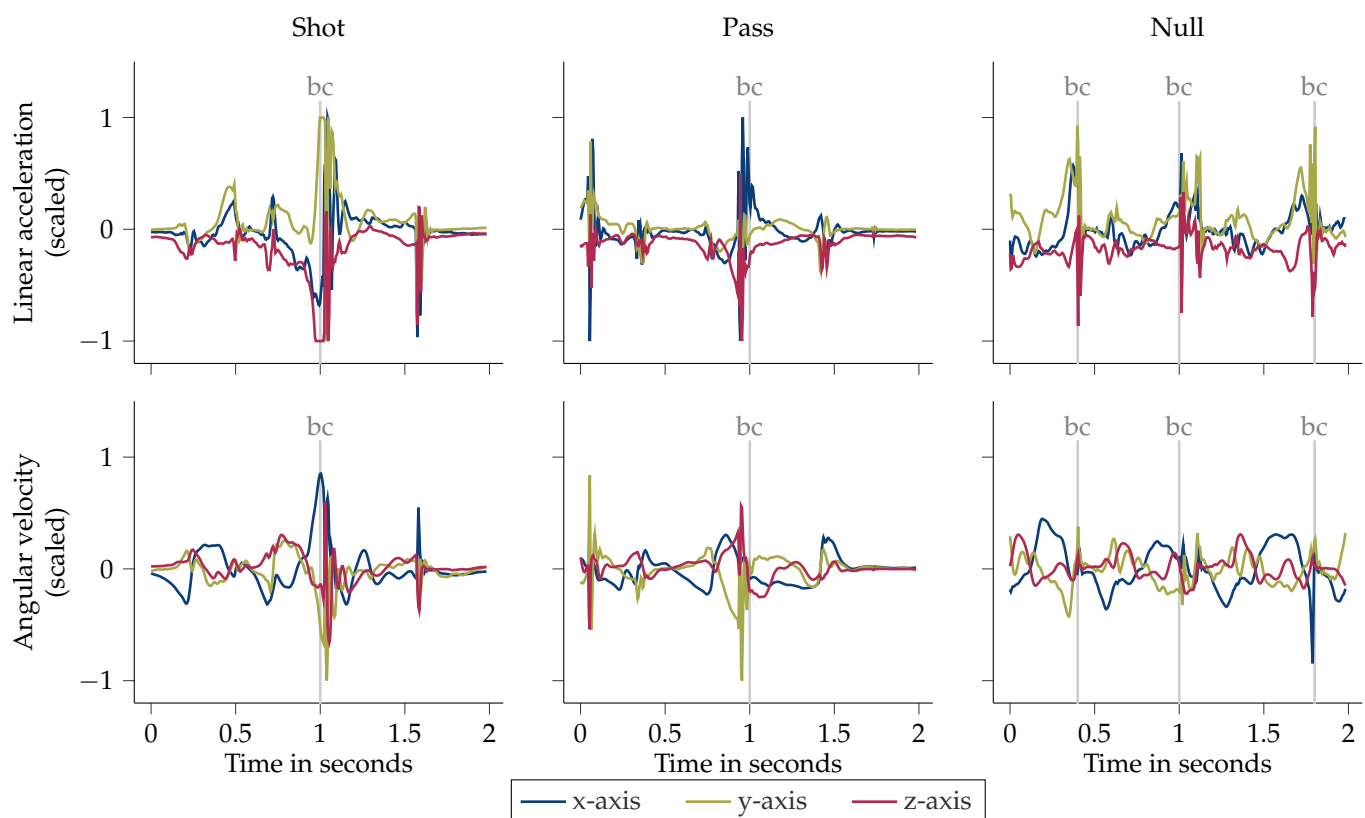 Shot Pass Null
Linear acceleration
(scaled)
1
0
−1
bc
bc
bc bc bc
Angular velocity
(scaled)
1
0
−1
bc
bc
bc bc bc
0 0.5 1 1.5 2
0 0.5 1 1.5 2
0 0.5 1 1.5 2
Time in seconds
Time in seconds
Time in seconds
x-axis y-axis z-axis